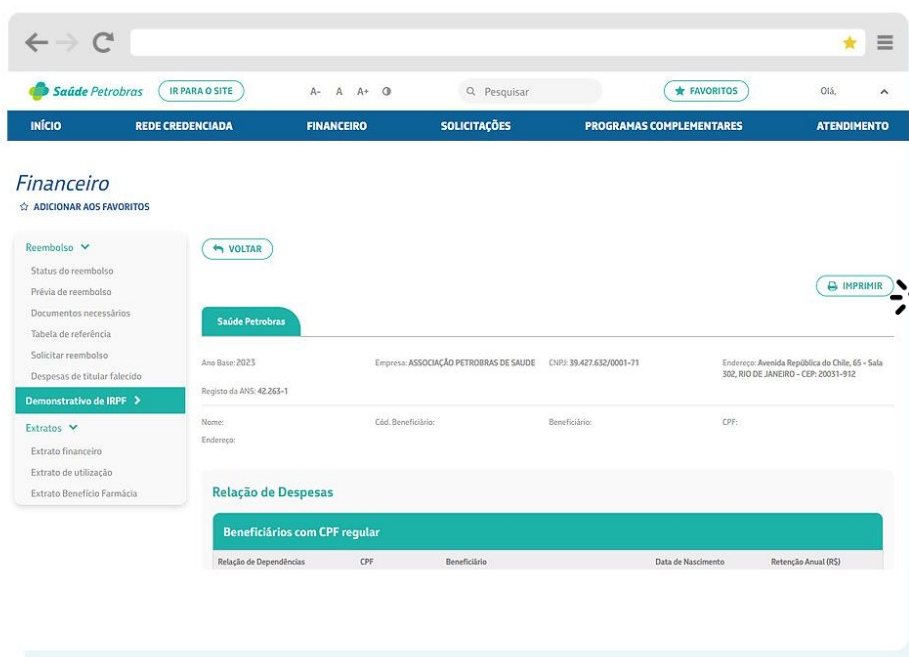 Saúde Petrobras IR PARA O SITE A- A A+ Pesquisar FAVORITOS Olá,
INÍCIO REDE CREDENCIADA FINANCEIRO SOLICITAÇÕES PROGRAMAS COMPLEMENTARES ATENDIMENTO
Financeiro
ADICIONAR AOS FAVORITOS
Reembolso
Status do reembolso
Prévia de reembolso
Documentos necessários
Tabela de referência
Solicitar reembolso
Despesas de titular falecido
Demonstrativo de IRPF
Extratos
Extrato financeiro
Extrato de utilização
Extrato Benefício Farmácia
VOLTAR
IMPRIMIR
Saúde Petrobras
Ano Base: 2023 Empresa: ASSOCIAÇÃO PETROBRAS DE SAUDE CNPJ: 39.427.632/0001-71 Endereço: Avenida República do Chile, 65 - Sala
302, RIO DE JANEIRO - CEP: 20031-912
Registo da ANS: 42.263-1
Nome: Cód. Beneficiário: Beneficiário: CPF:
Endereço:
Relação de Despesas
Beneficiários com CPF regular
Relação de Dependências CPF Beneficiário Data de Nascimento Retenção Anual (R$)